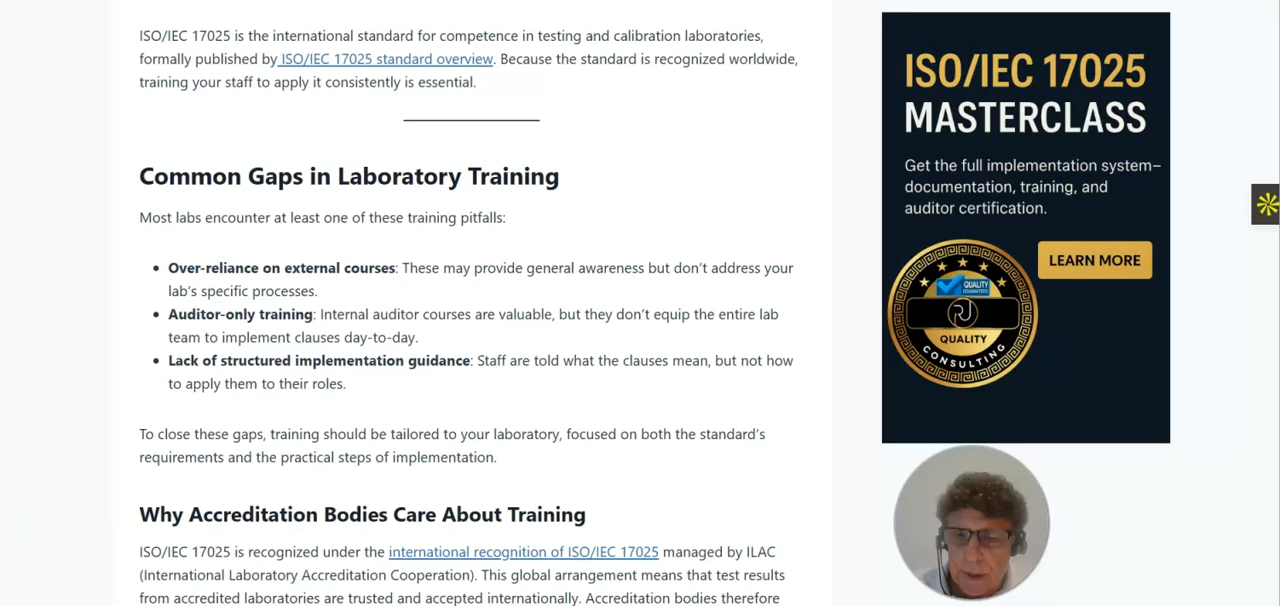 ISO/IEC 17025 is the international standard for competence in testing and calibration laboratories,
formally published by ISO/IEC 17025 standard overview. Because the standard is recognized worldwide,
training your staff to apply it consistently is essential.
Common Gaps in Laboratory Training
Most labs encounter at least one of these training pitfalls:
• Over-reliance on external courses: These may provide general awareness but don’t address your
lab’s specific processes.
• Auditor-only training: Internal auditor courses are valuable, but they don’t equip the entire lab
team to implement clauses day-to-day.
• Lack of structured implementation guidance: Staff are told what the clauses mean, but not how
to apply them to their roles.
To close these gaps, training should be tailored to your laboratory, focused on both the standard’s
requirements and the practical steps of implementation.
Why Accreditation Bodies Care About Training
ISO/IEC 17025 is recognized under the international recognition of ISO/IEC 17025 managed by ILAC
(International Laboratory Accreditation Cooperation). This global arrangement means that test results
from accredited laboratories are trusted and accepted internationally. Accreditation bodies therefore
ISO/IEC 17025
MASTERCLASS
Get the full implementation system–
documentation, training, and
auditor certification.
LEARN MORE
QUALITY
RJ
QUALITY
CONSULTING